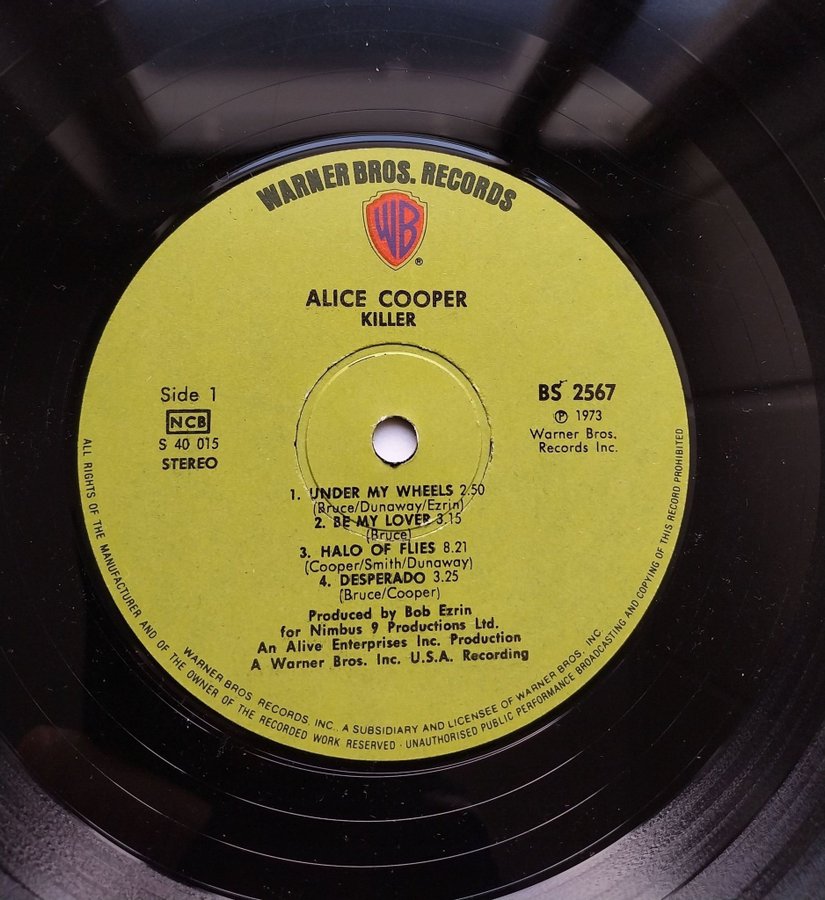 WARNER BROS. RECORDS
WB
®
ALICE COOPER
KILLER
Side 1
NCB
S 40 015
STEREO
BS 2567
Ⓟ 1973
Warner Bros.
Records Inc.
1. UNDER MY WHEELS 2.50
(Bruce/Dunaway/Ezrin)
2. BE MY LOVER 3.15
(Bruce)
3. HALO OF FLIES 8.21
(Cooper/Smith/Dunaway)
4. DESPERADO 3.25
(Bruce/Cooper)
Produced by Bob Ezrin
for Nimbus 9 Productions Ltd.
An Alive Enterprises Inc. Production
A Warner Bros. Inc. U.S.A. Recording
WARNER BROS RECORDS, INC., A SUBSIDIARY AND LICENSEE OF WARNER BROS, INC.
ALL RIGHTS OF THE MANUFACTURER AND OF THE OWNER OF THE RECORDED WORK RESERVED · UNAUTHORISED PUBLIC PERFORMANCE BROADCASTING AND COPYING OF THIS RECORD PROHIBITED